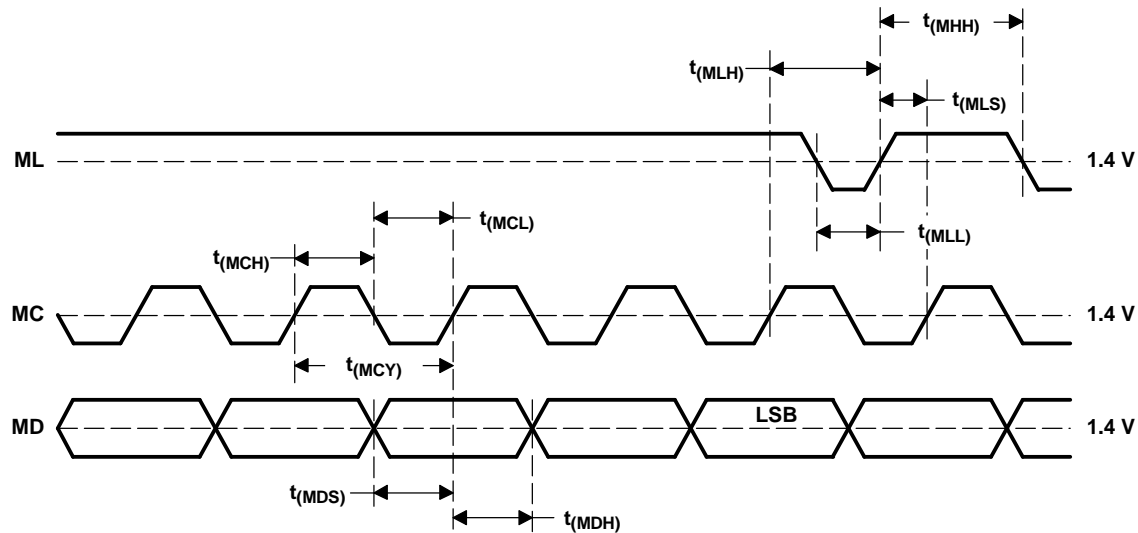 t(MHH)
t(MLH)
t(MLS)
ML 1.4 V
t(MCL)
t(MLL)
t(MCH)
MC 1.4 V
t(MCY)
LSB
MD 1.4 V
t(MDS)
t(MDH)